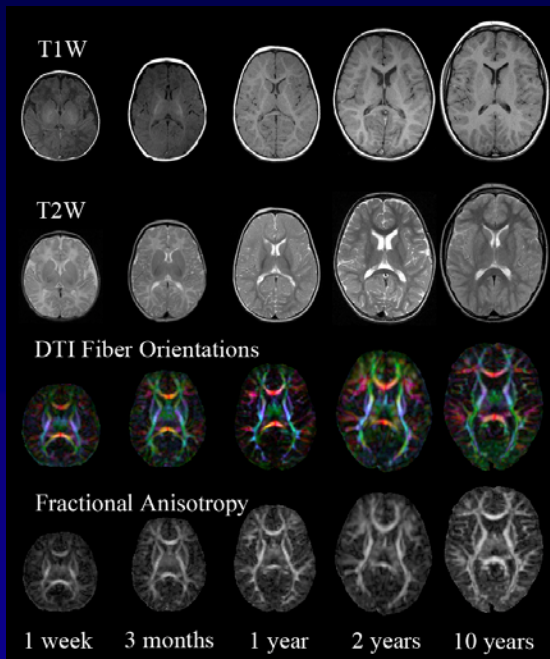 T1W
T2W
DTI Fiber Orientations
Fractional Anisotropy
1 week 3 months 1 year 2 years 10 years